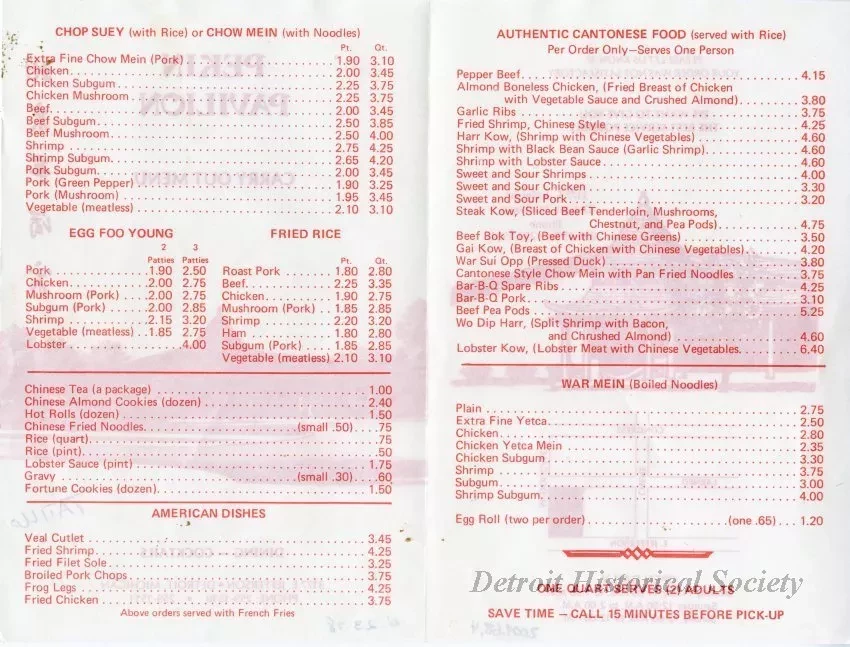 CHOP SUEY (with Rice) or CHOW MEIN (with Noodles)
Pt. Qt.
Extra Fine Chow Mein (Pork) 1.90 3.10
Chicken 2.00 3.45
Chicken Subgum 2.25 3.75
Chicken Mushroom 2.25 3.75
Beef 2.00 3.45
Beef Subgum 2.50 3.85
Beef Mushroom 2.50 4.00
Shrimp 2.75 4.25
Shrimp Subgum 2.65 4.20
Pork Subgum 2.00 3.45
Pork (Green Pepper) 1.90 3.25
Pork (Mushroom) 1.95 3.45
Vegetable (meatless) 2.10 3.10
EGG FOO YOUNG
2 3
Patties Patties
Pork 1.90 2.50
Chicken 2.00 2.75
Mushroom (Pork) 2.00 2.75
Subgum (Pork) 2.00 2.85
Shrimp 2.15 3.20
Vegetable (meatless) 1.85 2.75
Lobster 4.00
FRIED RICE
Pt. Qt.
Roast Pork 1.80 2.80
Beef 2.25 3.35
Chicken 1.90 2.75
Mushroom (Pork) 1.85 2.85
Shrimp 2.20 3.20
Ham 1.80 2.80
Subgum (Pork) 1.85 2.85
Vegetable (meatless) 2.10 3.10
Chinese Tea (a package) 1.00
Chinese Almond Cookies (dozen) 2.40
Hot Rolls (dozen) 1.50
Chinese Fried Noodles (small .50) .75
Rice (quart) .75
Rice (pint) .50
Lobster Sauce (pint) 1.75
Gravy (small .30) .60
Fortune Cookies (dozen) 1.50
AMERICAN DISHES
Veal Cutlet 3.45
Fried Shrimp 4.25
Fried Filet Sole 3.25
Broiled Pork Chops 3.75
Frog Legs 4.25
Fried Chicken 3.75
Above orders served with French Fries
AUTHENTIC CANTONESE FOOD (served with Rice)
Per Order Only—Serves One Person
Pepper Beef 4.15
Almond Boneless Chicken, (Fried Breast of Chicken
with Vegetable Sauce and Crushed Almond) 3.80
Garlic Ribs 3.75
Fried Shrimp, Chinese Style 4.25
Harr Kow, (Shrimp with Chinese Vegetables) 4.60
Shrimp with Black Bean Sauce (Garlic Shrimp) 4.60
Shrimp with Lobster Sauce 4.60
Sweet and Sour Shrimps 4.00
Sweet and Sour Chicken 3.30
Sweet and Sour Pork 3.20
Steak Kow, (Sliced Beef Tenderloin, Mushrooms,
Chestnut, and Pea Pods) 4.75
Beef Bok Toy, (Beef with Chinese Greens) 3.50
Gai Kow, (Breast of Chicken with Chinese Vegetables) 4.20
War Sui Opp (Pressed Duck) 3.80
Cantonese Style Chow Mein with Pan Fried Noodles 3.75
Bar-B-Q Spare Ribs 4.25
Bar-B-Q Pork 3.10
Beef Pea Pods 5.25
Wo Dip Harr, (Split Shrimp with Bacon,
and Chrushed Almond) 4.60
Lobster Kow, (Lobster Meat with Chinese Vegetables 6.40
WAR MEIN (Boiled Noodles)
Plain 2.75
Extra Fine Yetca 2.50
Chicken 2.80
Chicken Yetca Mein 2.35
Chicken Subgum 3.30
Shrimp 3.75
Subgum 3.00
Shrimp Subgum 4.00
Egg Roll (two per order) (one .65) 1.20
Detroit Historical Society
ONE QUART SERVES (2) ADULTS
SAVE TIME — CALL 15 MINUTES BEFORE PICK-UP